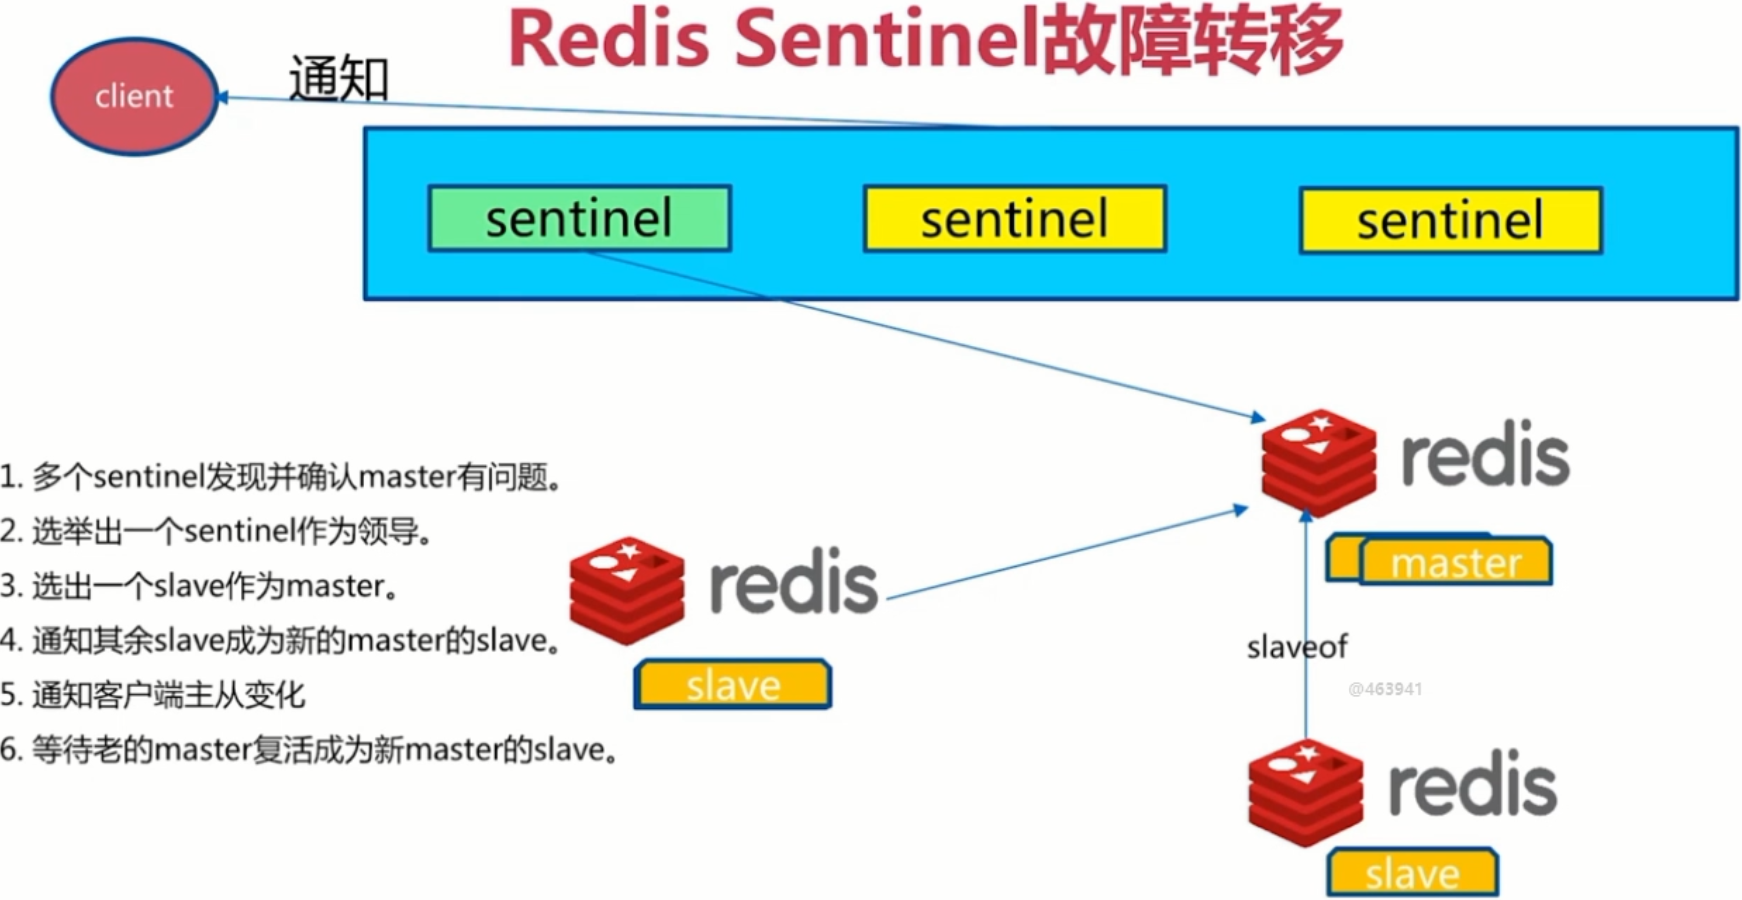 Redis Sentinel故障转移
client
通知
sentinel
sentinel
sentinel
redis
master
1. 多个sentinel发现并确认master有问题。
2. 选举出一个sentinel作为领导。
3. 选出一个slave作为master。
4. 通知其余slave成为新的master的slave。
5. 通知客户端主从变化
6. 等待老的master复活成为新master的slave。
redis
slave
slaveof
@463941
redis
slave